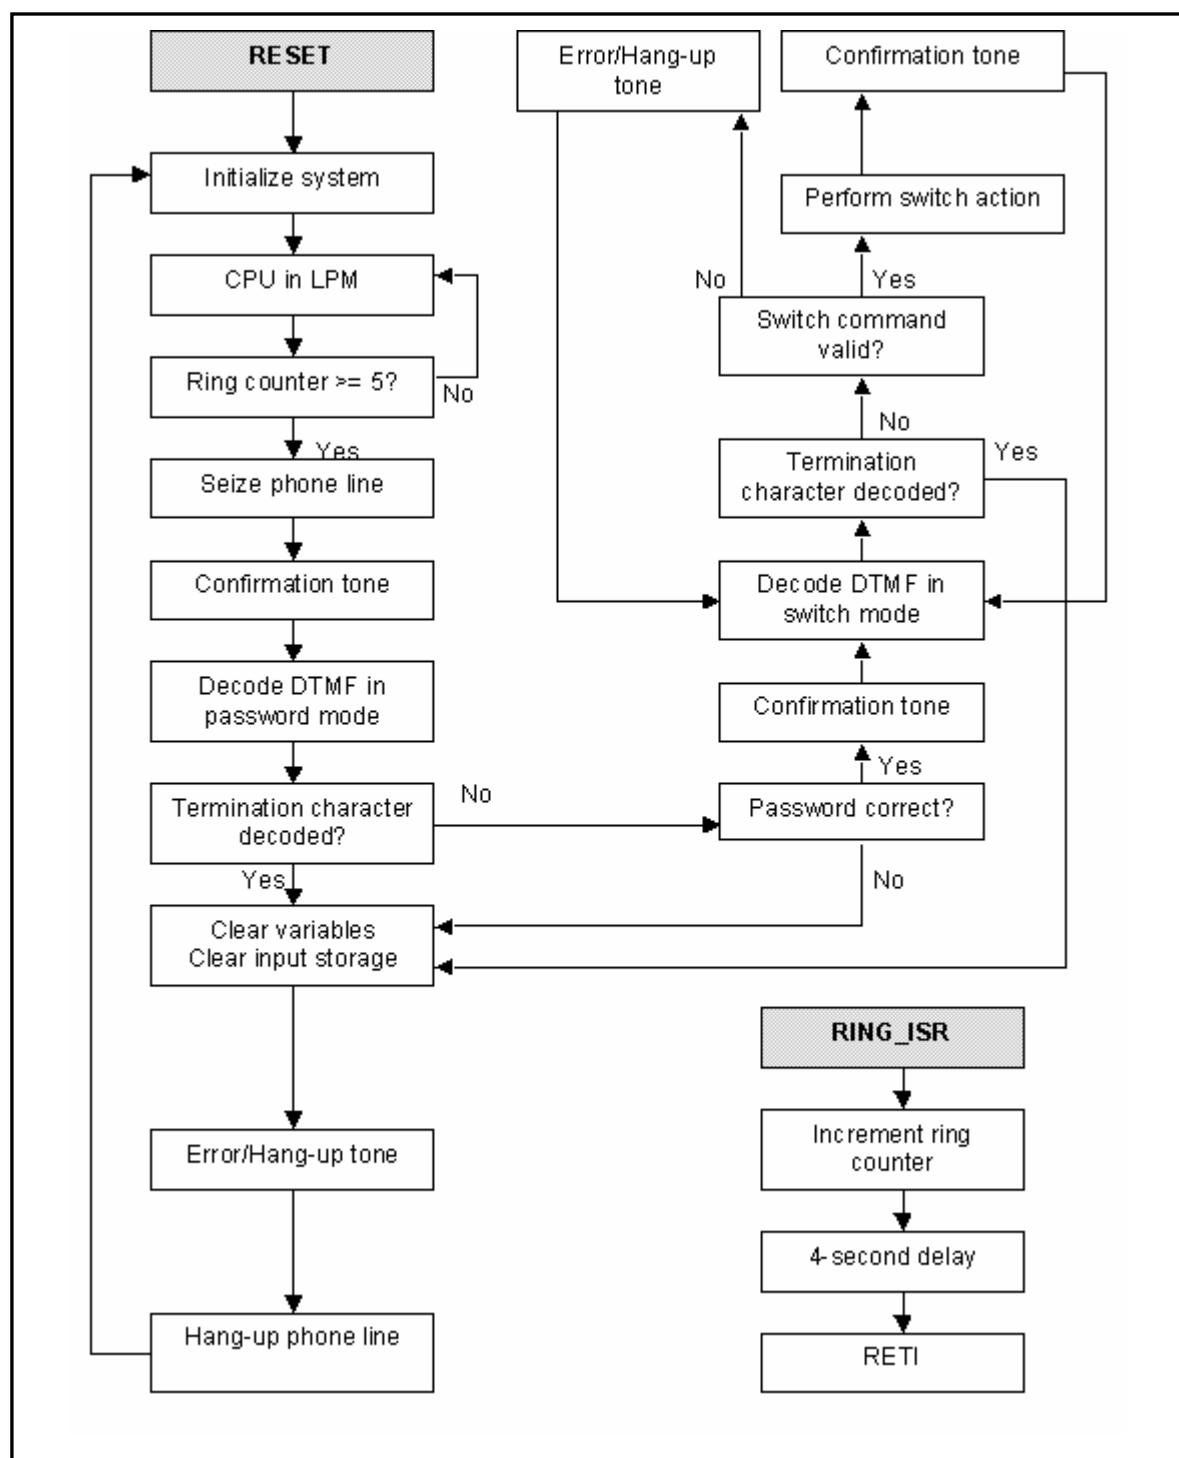 RESET
Initialize system
CPU in LPM
Ring counter >= 5?
No
Yes
Seize phone line
Confirmation tone
Decode DTMF in
password mode
Termination character
decoded?
No
Yes
Clear variables
Clear input storage
Error/Hang-up tone
Hang-up phone line
Error/Hang-up
tone
Confirmation tone
Perform switch action
No
Yes
Switch command
valid?
No
Termination
character decoded?
Yes
Decode DTMF in
switch mode
Confirmation tone
Yes
Password correct?
No
RING_ISR
Increment ring
counter
4-second delay
RETI